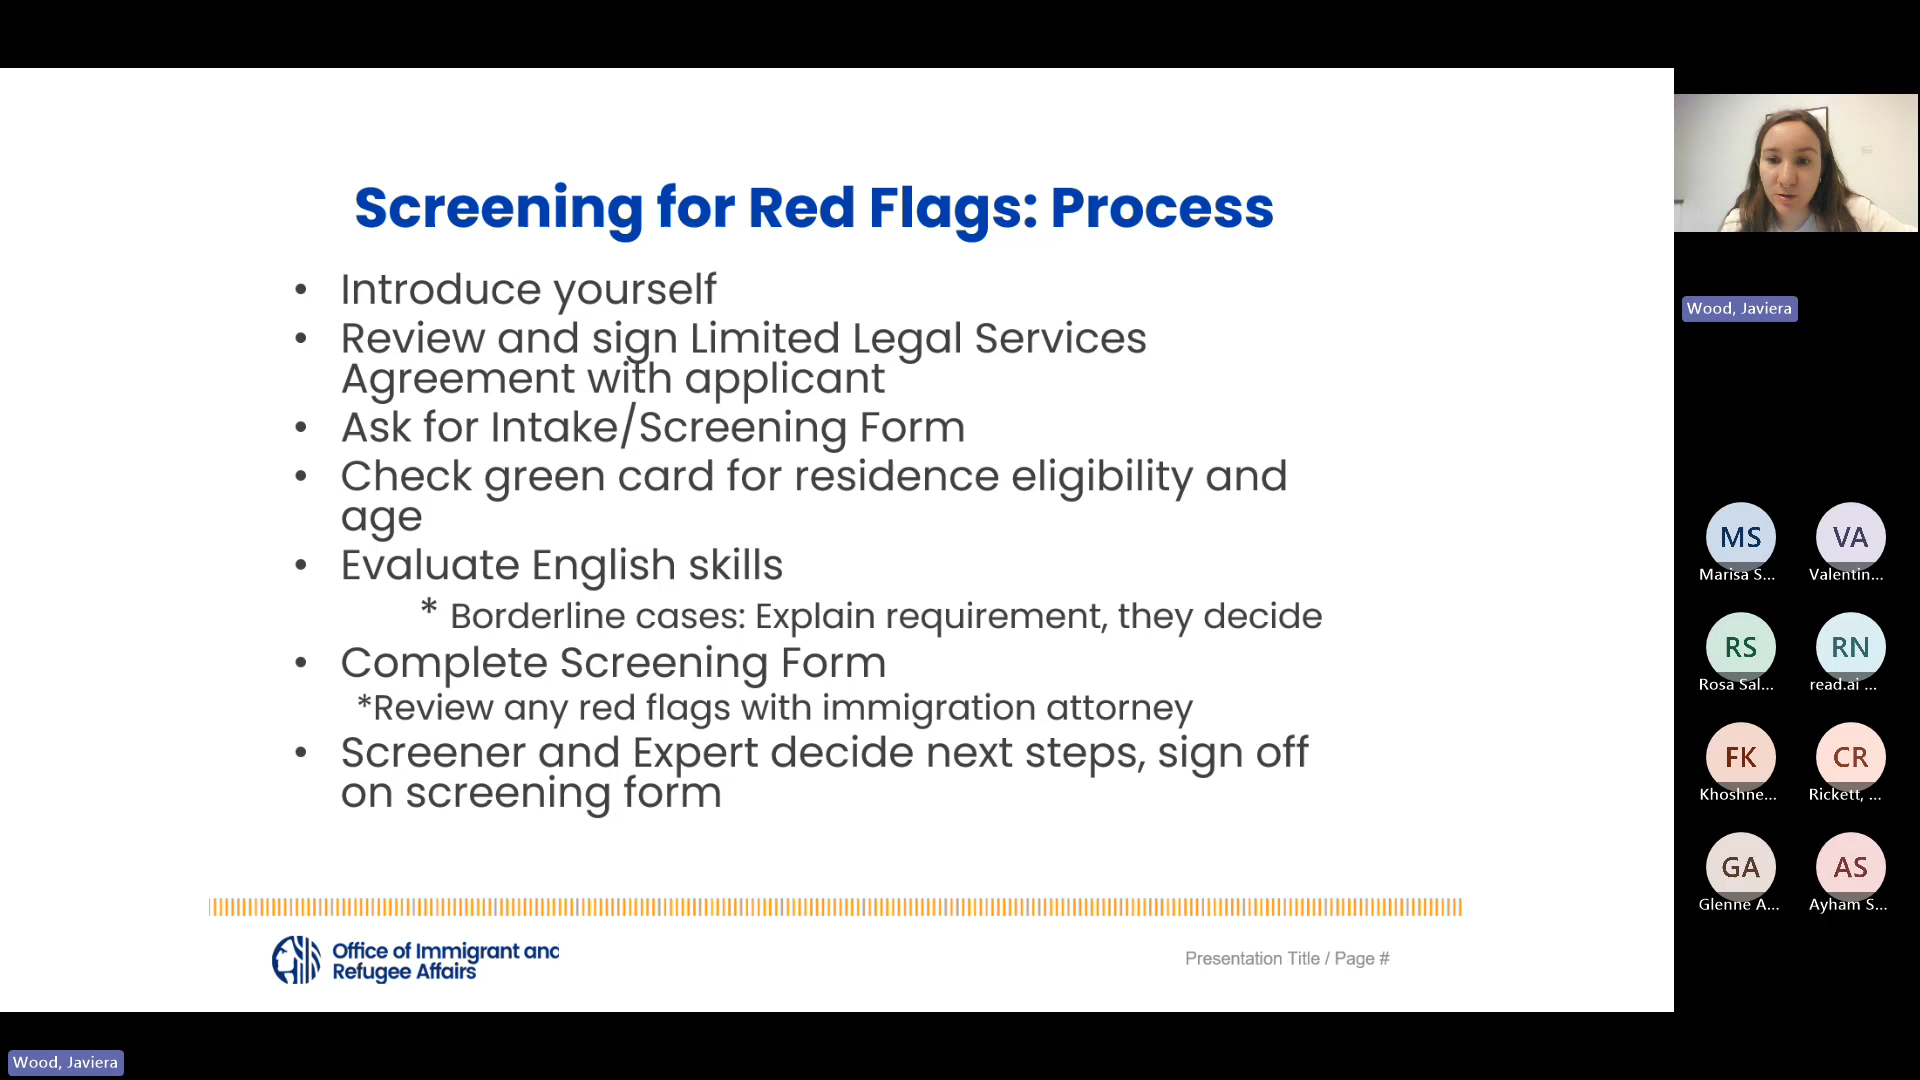 Screening for Red Flags: Process
• Introduce yourself
• Review and sign Limited Legal Services
Agreement with applicant
• Ask for Intake/Screening Form
• Check green card for residence eligibility and
age
• Evaluate English skills
* Borderline cases: Explain requirement, they decide
• Complete Screening Form
*Review any red flags with immigration attorney
• Screener and Expert decide next steps, sign off
on screening form
Office of Immigrant and
Refugee Affairs
Presentation Title / Page #
Wood, Javiera
Wood, Javiera
MS
VA
Marisa S...
Valentin...
RS
RN
Rosa Sal...
read.ai ...
FK
CR
Khoshne...
Rickett, ...
GA
AS
Glenne A...
Ayham S...